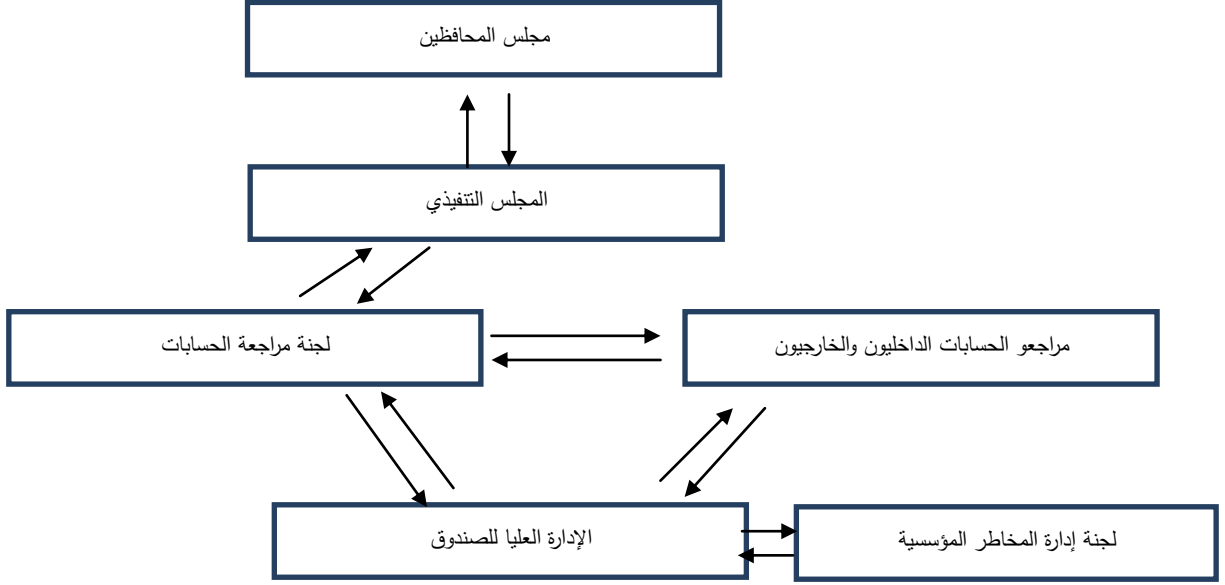 مجلس المحافظين
المجلس التنفيذي
مراجعو الحسابات الداخليون والخارجيون
لجنة مراجعة الحسابات
الإدارة العليا للصندوق
لجنة إدارة المخاطر المؤسسية